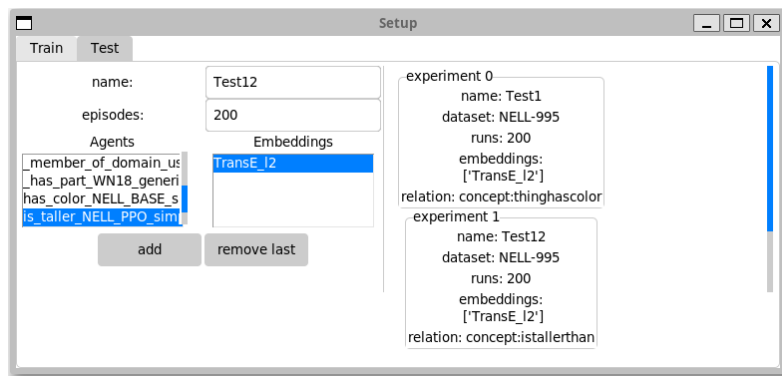 Setup
Train Test
name: Test12
episodes: 200
Agents Embeddings
_member_of_domain_us
_has_part_WN18_generi
has_color_NELL_BASE_s
is_taller_NELL_PPO_sim
TransE_l2
add remove last
experiment 0
name: Test1
dataset: NELL-995
runs: 200
embeddings:
['TransE_l2']
relation: concept:thinghascolor
experiment 1
name: Test12
dataset: NELL-995
runs: 200
embeddings:
['TransE_l2']
relation: concept:istallerthan